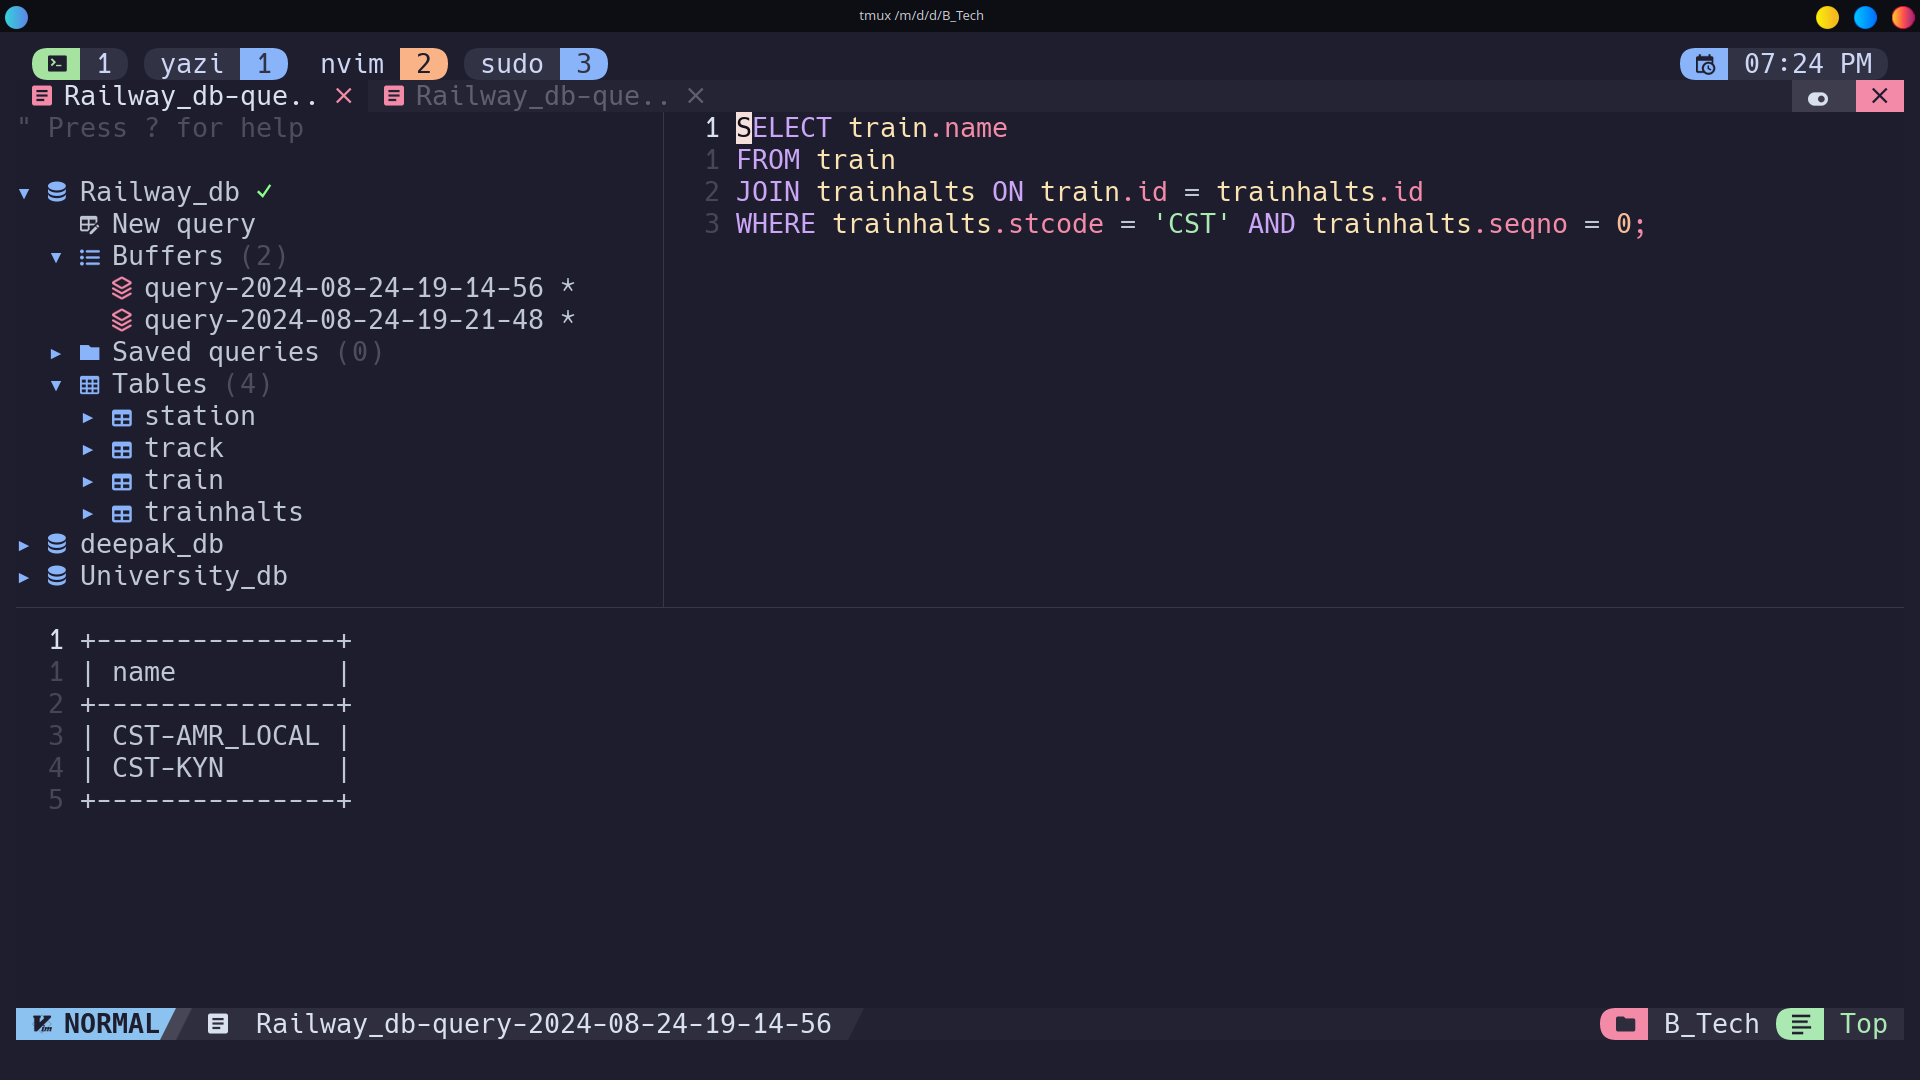 tmux /m/d/d/B_Tech
1 yazi 1 nvim 2 sudo 3 07:24 PM
Railway_db-que.. × Railway_db-que.. ×
" Press ? for help
Railway_db ✓
New query
Buffers (2)
query-2024-08-24-19-14-56 *
query-2024-08-24-19-21-48 *
Saved queries (0)
Tables (4)
station
track
train
trainhalts
deepak_db
University_db
1 SELECT train.name
1 FROM train
2 JOIN trainhalts ON train.id = trainhalts.id
3 WHERE trainhalts.stcode = 'CST' AND trainhalts.seqno = 0;
1 +---------------+
1 | name          |
2 +---------------+
3 | CST-AMR_LOCAL |
4 | CST-KYN       |
5 +---------------+
NORMAL Railway_db-query-2024-08-24-19-14-56 B_Tech Top